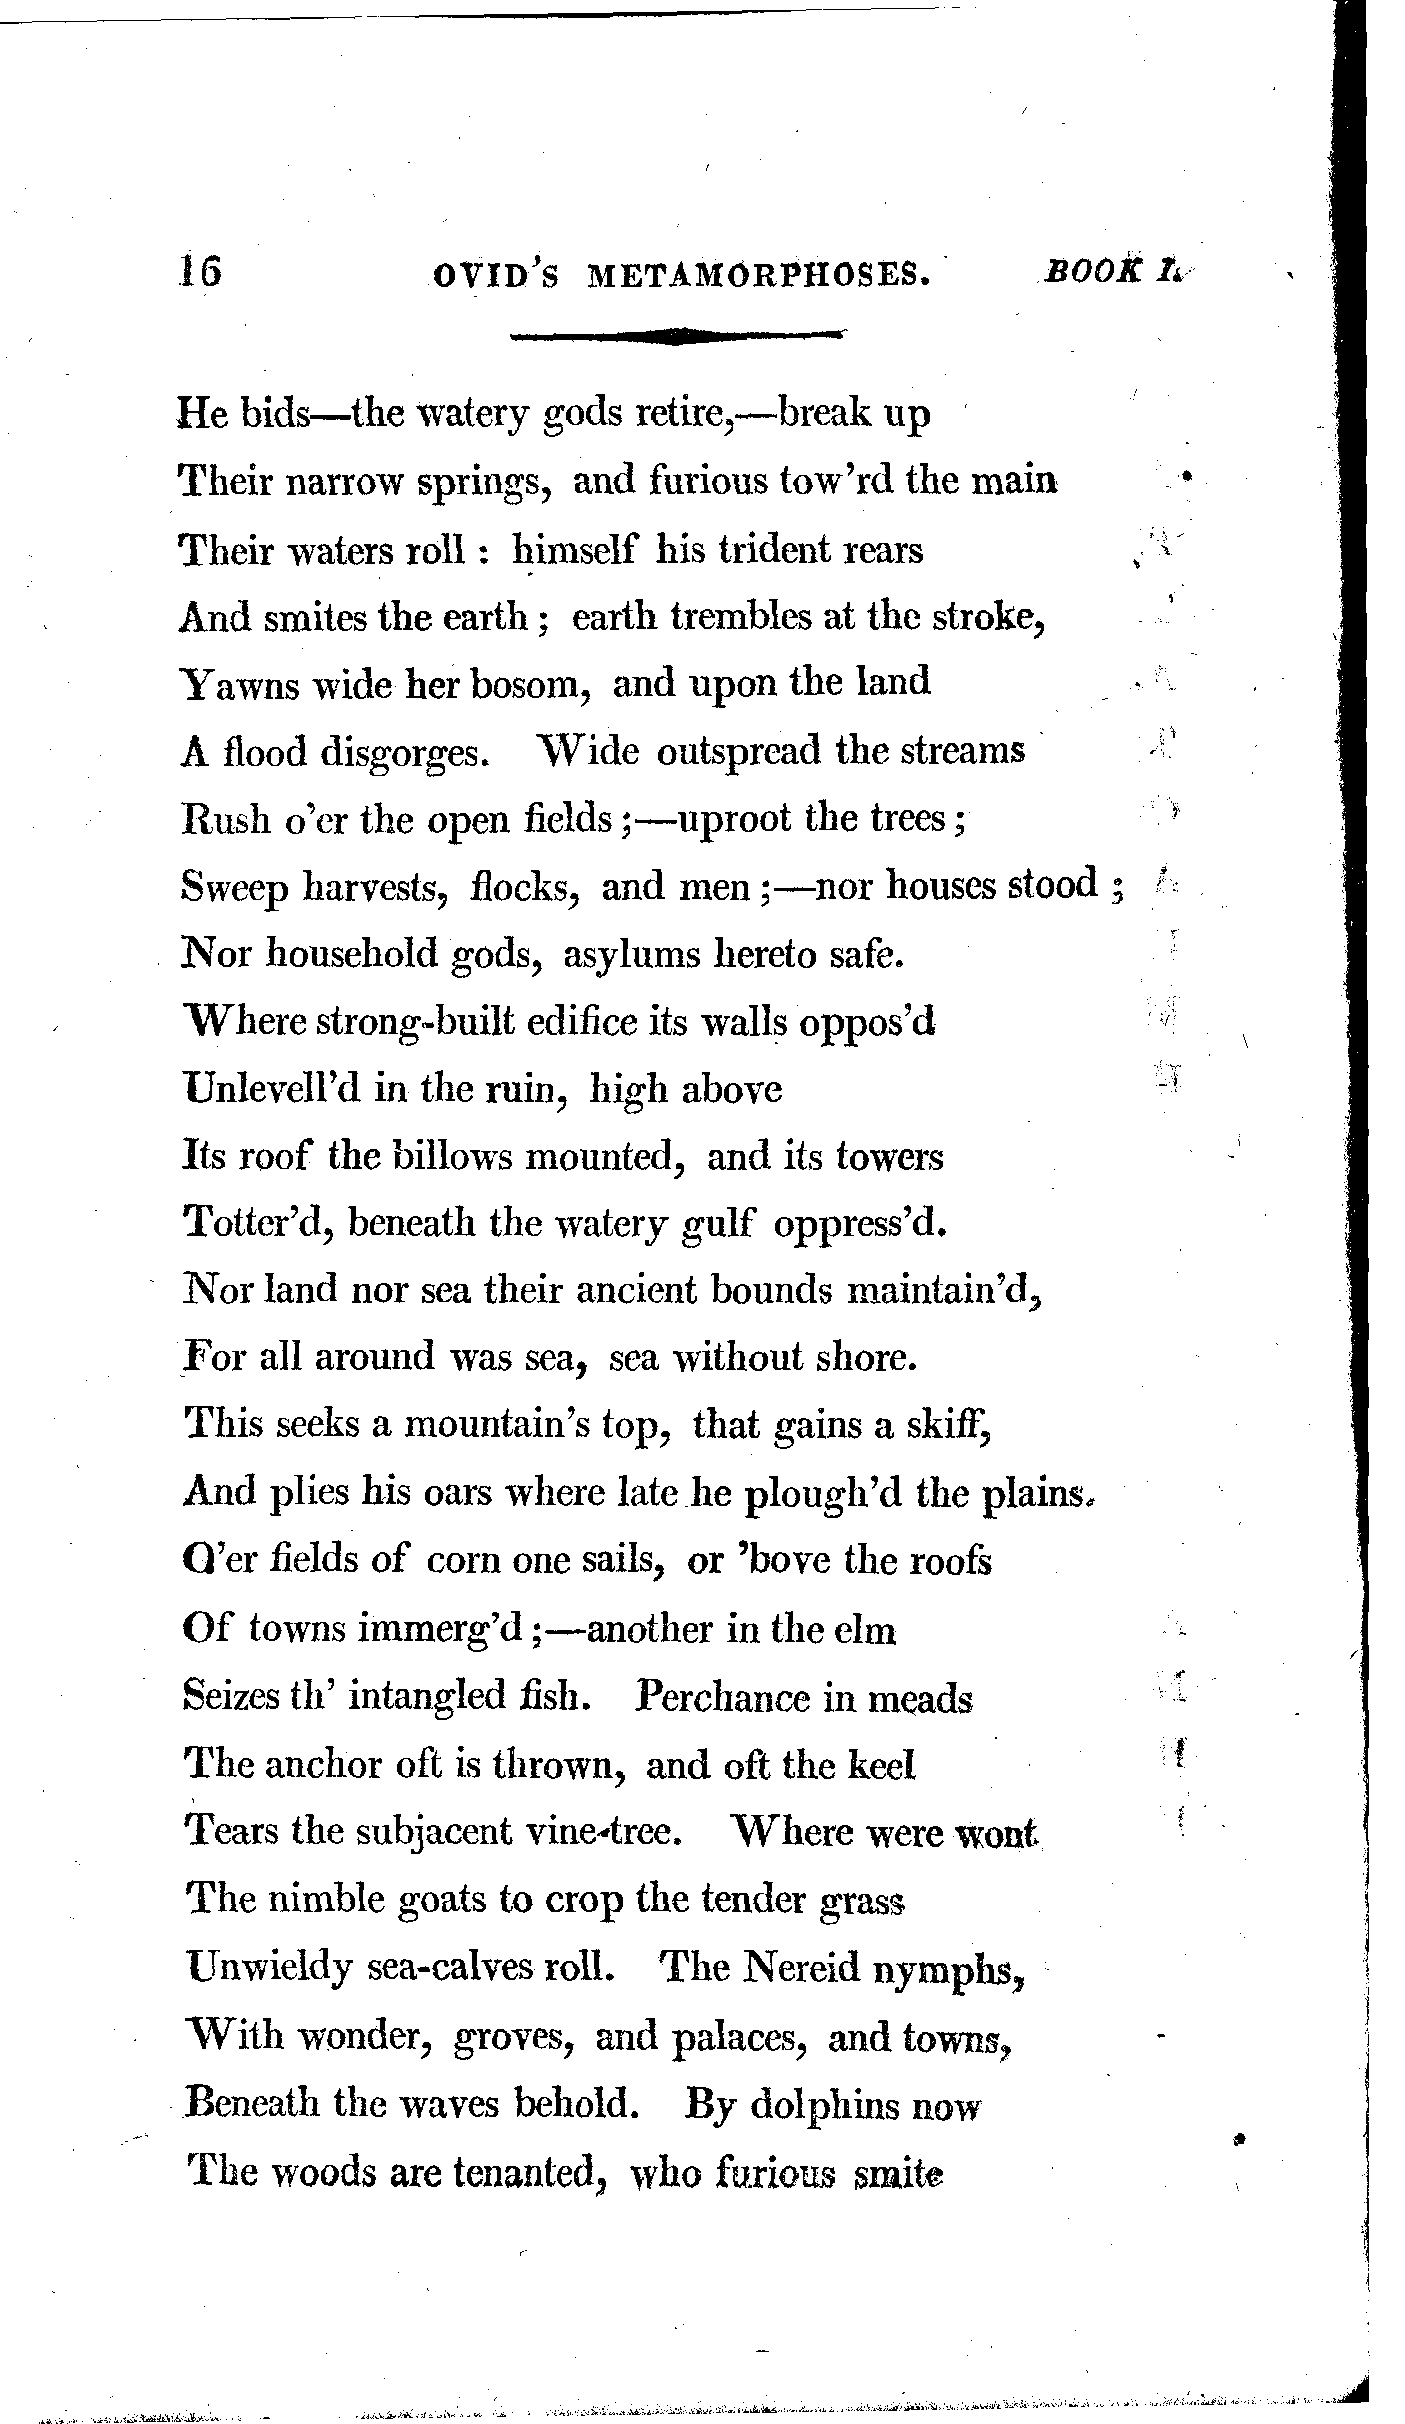 16 OVID'S METAMORPHOSES. BOOK I.
He bids—the watery gods retire,—break up
Their narrow springs, and furious tow'rd the main
Their waters roll : himself his trident rears
And smites the earth ; earth trembles at the stroke,
Yawns wide her bosom, and upon the land
A flood disgorges. Wide outspread the streams
Rush o'er the open fields ;—uproot the trees ;
Sweep harvests, flocks, and men ;—nor houses stood ;
Nor household gods, asylums hereto safe.
Where strong-built edifice its walls oppos'd
Unlevell'd in the ruin, high above
Its roof the billows mounted, and its towers
Totter'd, beneath the watery gulf oppress'd.
Nor land nor sea their ancient bounds maintain'd,
For all around was sea, sea without shore.
This seeks a mountain's top, that gains a skiff,
And plies his oars where late he plough'd the plains.
O'er fields of corn one sails, or 'bove the roofs
Of towns immerg'd ;—another in the elm
Seizes th' intangled fish. Perchance in meads
The anchor oft is thrown, and oft the keel
Tears the subjacent vine-tree. Where were wont
The nimble goats to crop the tender grass
Unwieldy sea-calves roll. The Nereid nymphs,
With wonder, groves, and palaces, and towns,
Beneath the waves behold. By dolphins now
The woods are tenanted, who furious smite